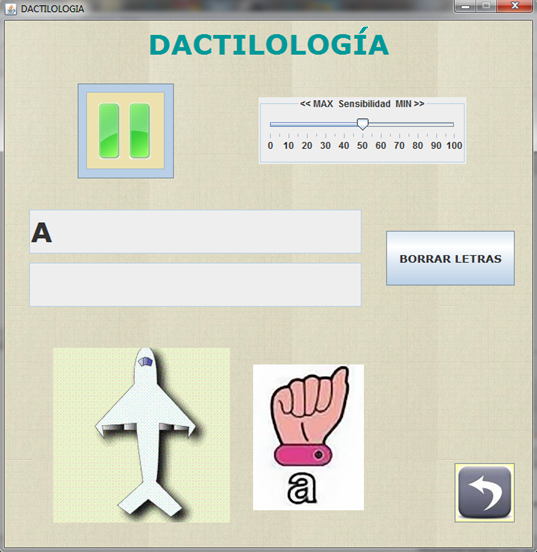 DACTILOLOGIA
DACTILOLOGÍA
<< MAX Sensibilidad MIN >>
0 10 20 30 40 50 60 70 80 90 100
A
BORRAR LETRAS
a